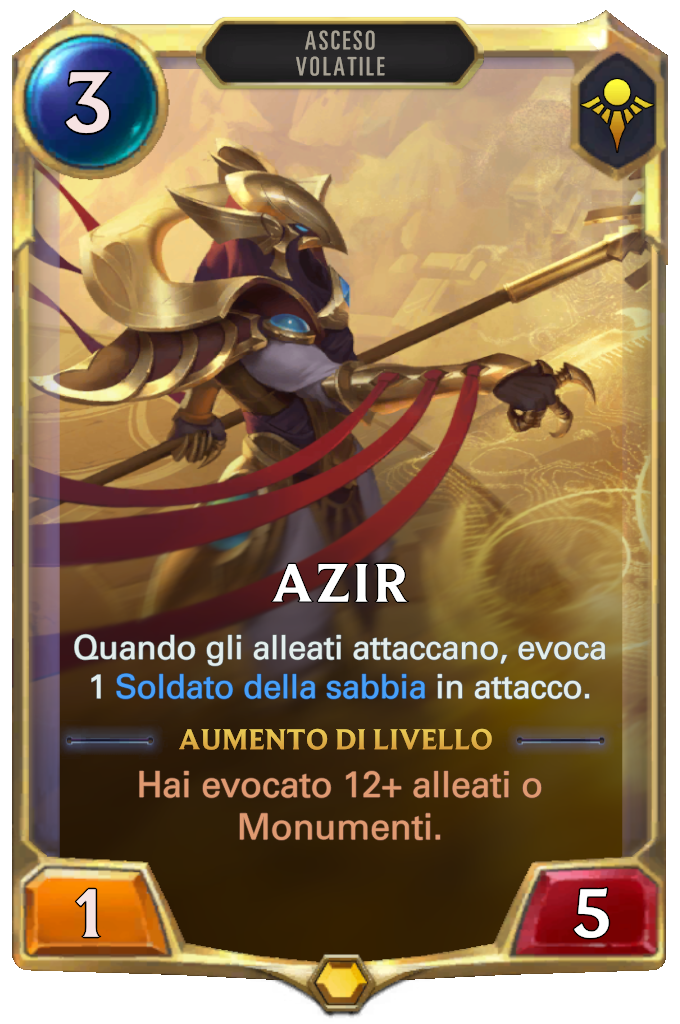 ASCESO
VOLATILE
3
AZIR
Quando gli alleati attaccano, evoca
1 Soldato della sabbia in attacco.
AUMENTO DI LIVELLO
Hai evocato 12+ alleati o
Monumenti.
1
5